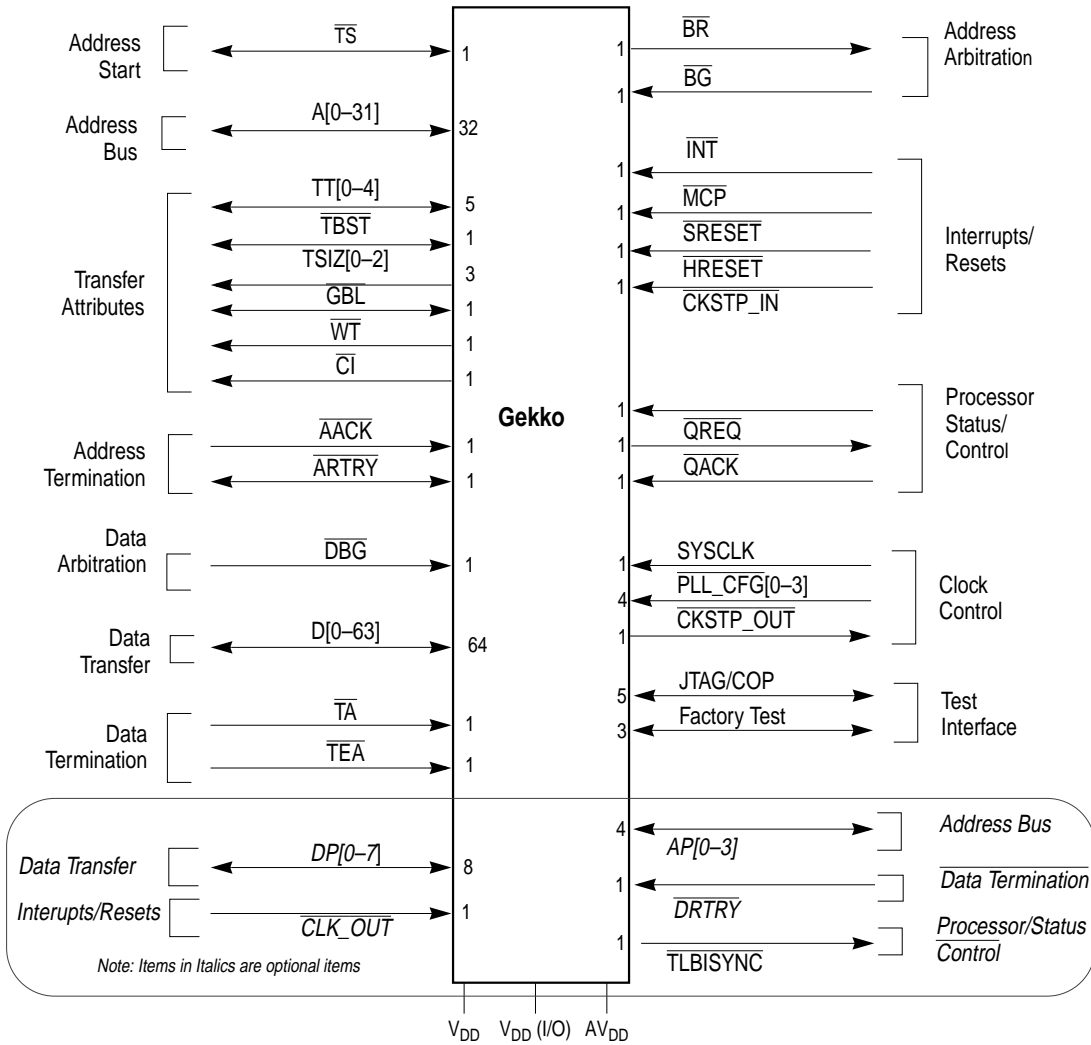 Address
Start
TS
1
Address
Bus
A[0–31]
32
Transfer
Attributes
TT[0–4]
5
TBST
1
TSIZ[0–2]
3
GBL
1
WT
1
CI
1
Address
Termination
AACK
1
ARTRY
1
Data
Arbitration
DBG
1
Data
Transfer
D[0–63]
64
Data
Termination
TA
1
TEA
1
Gekko
1
BR
1
BG
Address
Arbitration
1
INT
1
MCP
1
SRESET
1
HRESET
CKSTP_IN
Interrupts/
Resets
1
1
QREQ
1
QACK
Processor
Status/
Control
1
SYSCLK
4
PLL_CFG[0–3]
1
CKSTP_OUT
Clock
Control
5
JTAG/COP
3
Factory Test
Test
Interface
Data Transfer
DP[0–7]
8
Interupts/Resets
CLK_OUT
1
Note: Items in Italics are optional items
4
AP[0–3]
Address Bus
1
DRTRY
Data Termination
1
TLBISYNC
Processor/Status
Control
VDD
VDD (I/O)
AVDD